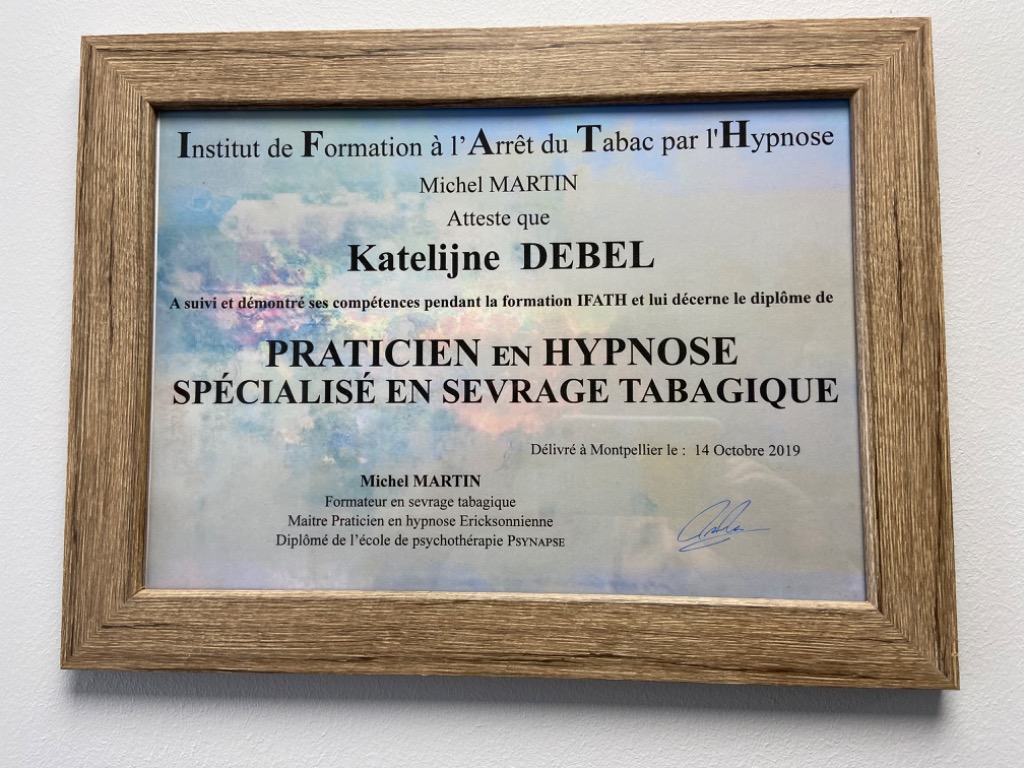 Institut de Formation à l'Arrêt du Tabac par l'Hypnose
Michel MARTIN
Atteste que
Katelijne DEBEL
A suivi et démontré ses compétences pendant la formation IFATH et lui décerne le diplôme de
PRATICIEN EN HYPNOSE
SPÉCIALISÉ EN SEVRAGE TABAGIQUE
Délivré à Montpellier le : 14 Octobre 2019
Michel MARTIN
Formateur en sevrage tabagique
Maitre Praticien en hypnose Ericksonnienne
Diplômé de l'école de psychothérapie PSYNAPSE